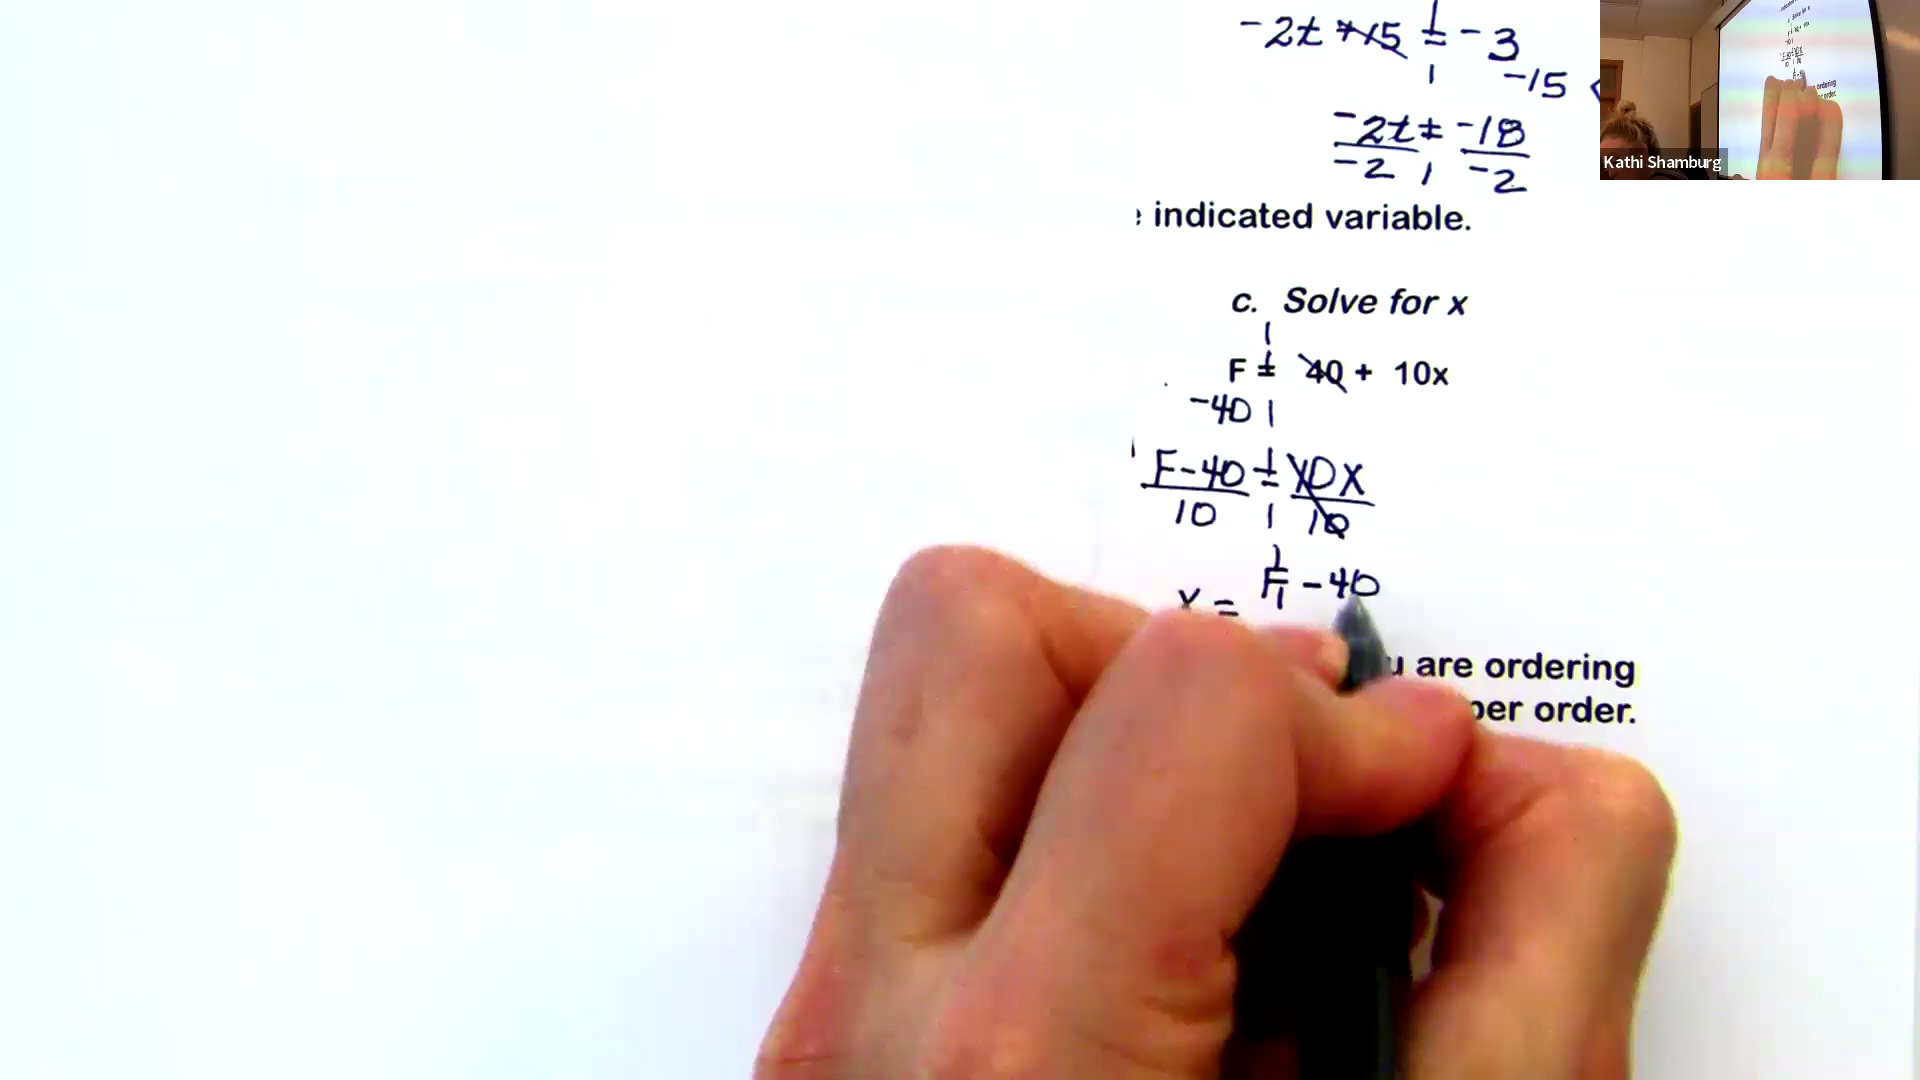 -2t +15 = -3
-15
-2t = -18
-2 -2
indicated variable.
c. Solve for x
F = 40 + 10x
-40
F-40 = 10x
10 10
x = F - 40
are ordering
per order.
Kathi Shamburg